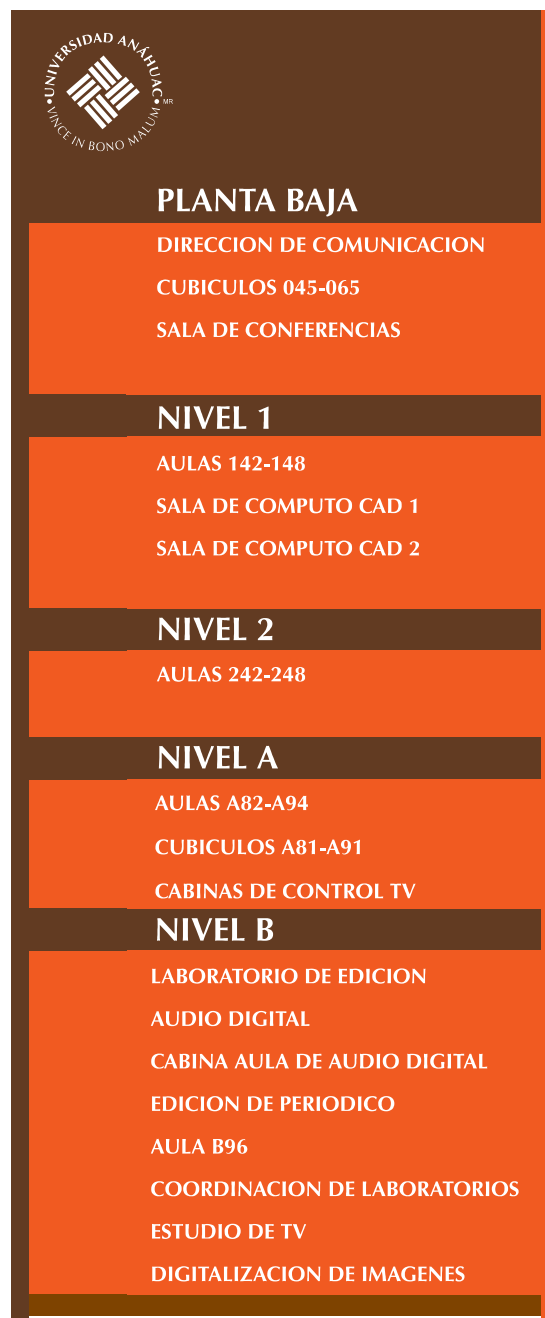 UNIVERSIDAD ANÁHUAC
VINCE IN BONO MALUM
MR
PLANTA BAJA
DIRECCION DE COMUNICACION
CUBICULOS 045-065
SALA DE CONFERENCIAS
NIVEL 1
AULAS 142-148
SALA DE COMPUTO CAD 1
SALA DE COMPUTO CAD 2
NIVEL 2
AULAS 242-248
NIVEL A
AULAS A82-A94
CUBICULOS A81-A91
CABINAS DE CONTROL TV
NIVEL B
LABORATORIO DE EDICION
AUDIO DIGITAL
CABINA AULA DE AUDIO DIGITAL
EDICION DE PERIODICO
AULA B96
COORDINACION DE LABORATORIOS
ESTUDIO DE TV
DIGITALIZACION DE IMAGENES